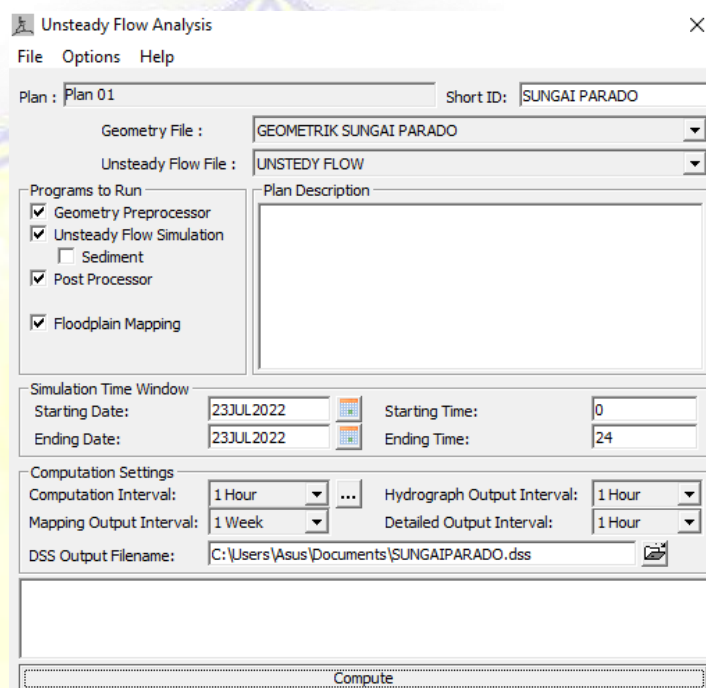 Unsteady Flow Analysis
File Options Help
Plan : Plan 01 Short ID: SUNGAI PARADO
Geometry File : GEOMETRIK SUNGAI PARADO
Unsteady Flow File : UNSTEDY FLOW
Programs to Run Plan Description
Geometry Preprocessor
Unsteady Flow Simulation
Sediment
Post Processor
Floodplain Mapping
Simulation Time Window
Starting Date: 23JUL2022 Starting Time: 0
Ending Date: 23JUL2022 Ending Time: 24
Computation Settings
Computation Interval: 1 Hour ... Hydrograph Output Interval: 1 Hour
Mapping Output Interval: 1 Week Detailed Output Interval: 1 Hour
DSS Output Filename: C:\Users\Asus\Documents\SUNGAIPARADO.dss
Compute